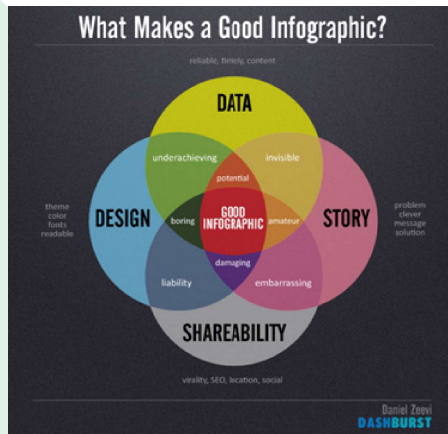 What Makes a Good Infographic?
reliable, timely, content
DATA
underachieving
invisible
potential
theme
color
fonts
readable
DESIGN
boring
GOOD
INFOGRAPHIC
amateur
STORY
problem
clever
message
solution
damaging
liability
embarrassing
SHAREABILITY
virality, SEO, location, social
Daniel Zeevi
DASHBURST